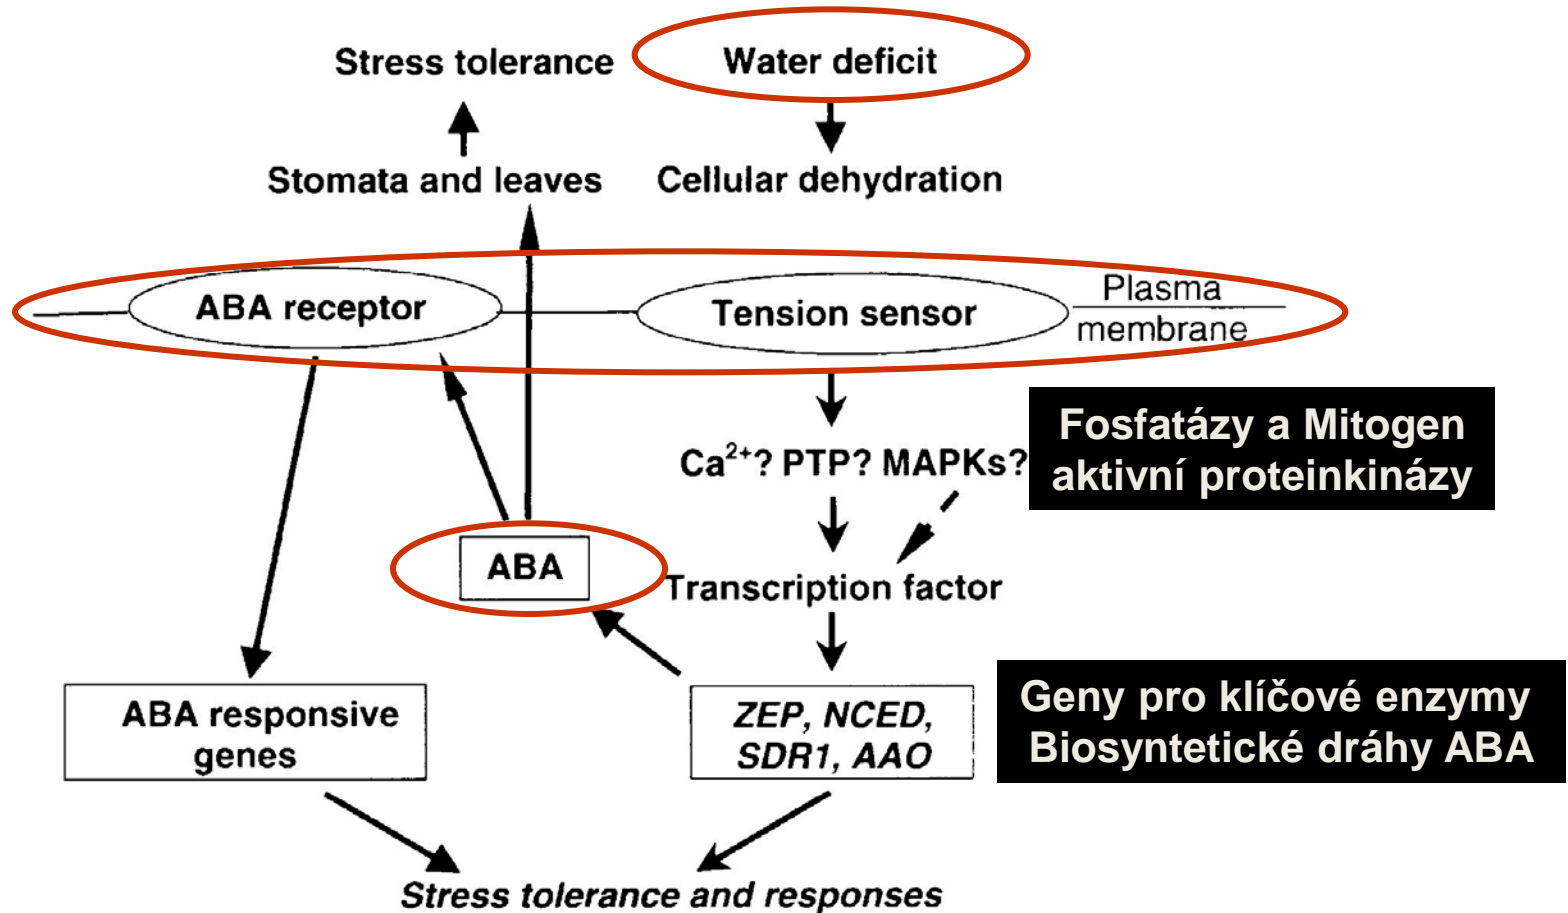 Stress tolerance
Water deficit
Stomata and leaves
Cellular dehydration
ABA receptor
Tension sensor
Plasma
membrane
Fosfatázy a Mitogen
aktivní proteinkinázy
Ca²⁺? PTP? MAPKs?
ABA
Transcription factor
ABA responsive
genes
ZEP, NCED,
SDR1, AAO
Geny pro klíčové enzymy
Biosyntetické dráhy ABA
Stress tolerance and responses